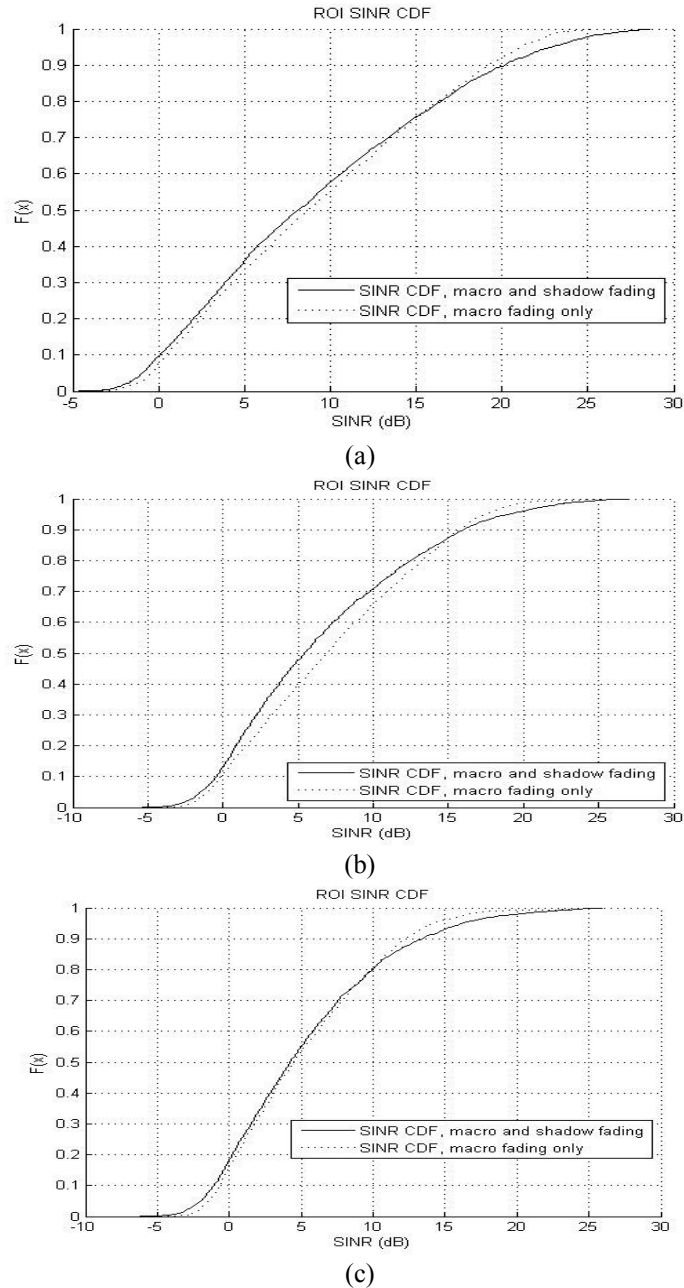 ROI SINR CDF
1
0.9
0.8
0.7
0.6
0.5
0.4
0.3
0.2
0.1
0
F(x)
SINR CDF, macro and shadow fading
SINR CDF, macro fading only
-5 0 5 10 15 20 25 30
SINR (dB)
(a)
ROI SINR CDF
1
0.9
0.8
0.7
0.6
0.5
0.4
0.3
0.2
0.1
0
F(x)
SINR CDF, macro and shadow fading
SINR CDF, macro fading only
-10 -5 0 5 10 15 20 25 30
SINR (dB)
(b)
ROI SINR CDF
1
0.9
0.8
0.7
0.6
0.5
0.4
0.3
0.2
0.1
0
F(x)
SINR CDF, macro and shadow fading
SINR CDF, macro fading only
-10 -5 0 5 10 15 20 25 30
SINR (dB)
(c)